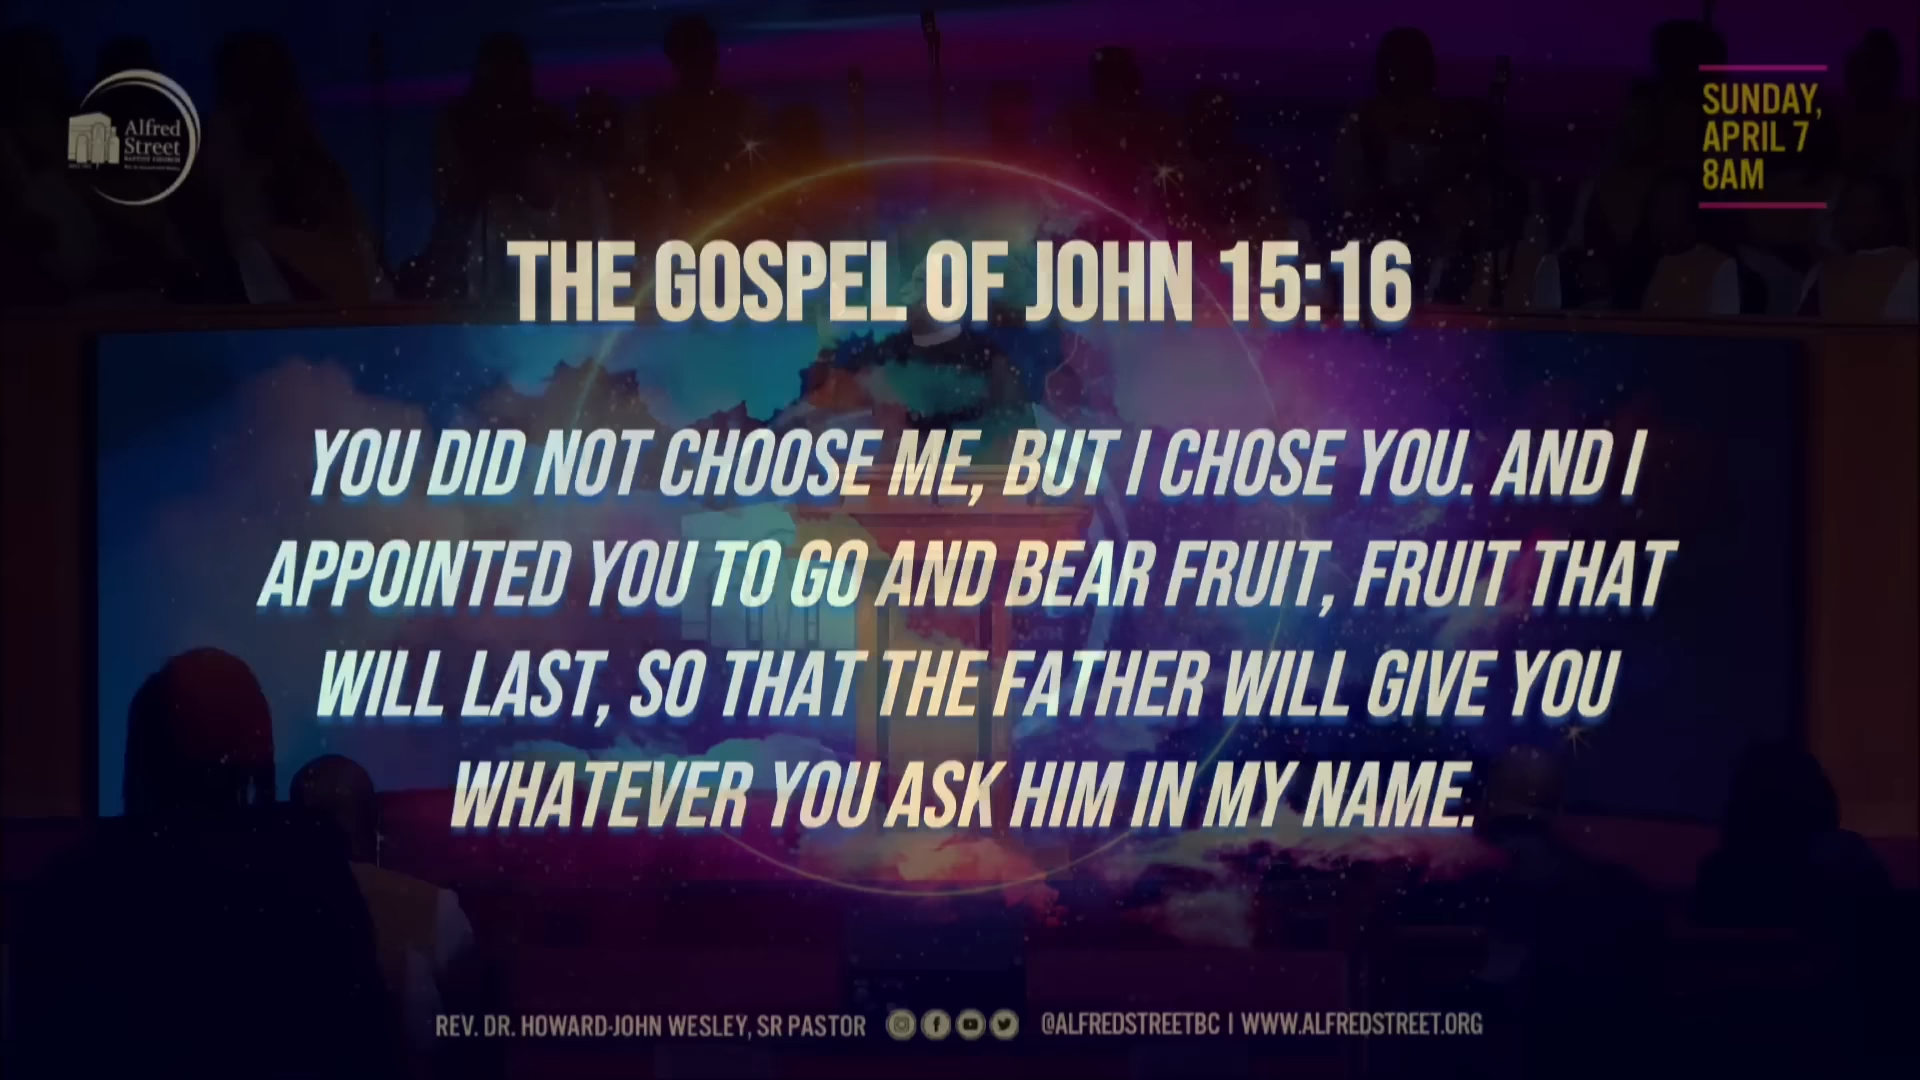 Alfred
Street
BAPTIST CHURCH
SUNDAY,
APRIL 7
8AM
THE GOSPEL OF JOHN 15:16
YOU DID NOT CHOOSE ME, BUT I CHOSE YOU. AND I
APPOINTED YOU TO GO AND BEAR FRUIT, FRUIT THAT
WILL LAST, SO THAT THE FATHER WILL GIVE YOU
WHATEVER YOU ASK HIM IN MY NAME.
REV. DR. HOWARD-JOHN WESLEY, SR PASTOR @ALFREDSTREETBC | WWW.ALFREDSTREET.ORG